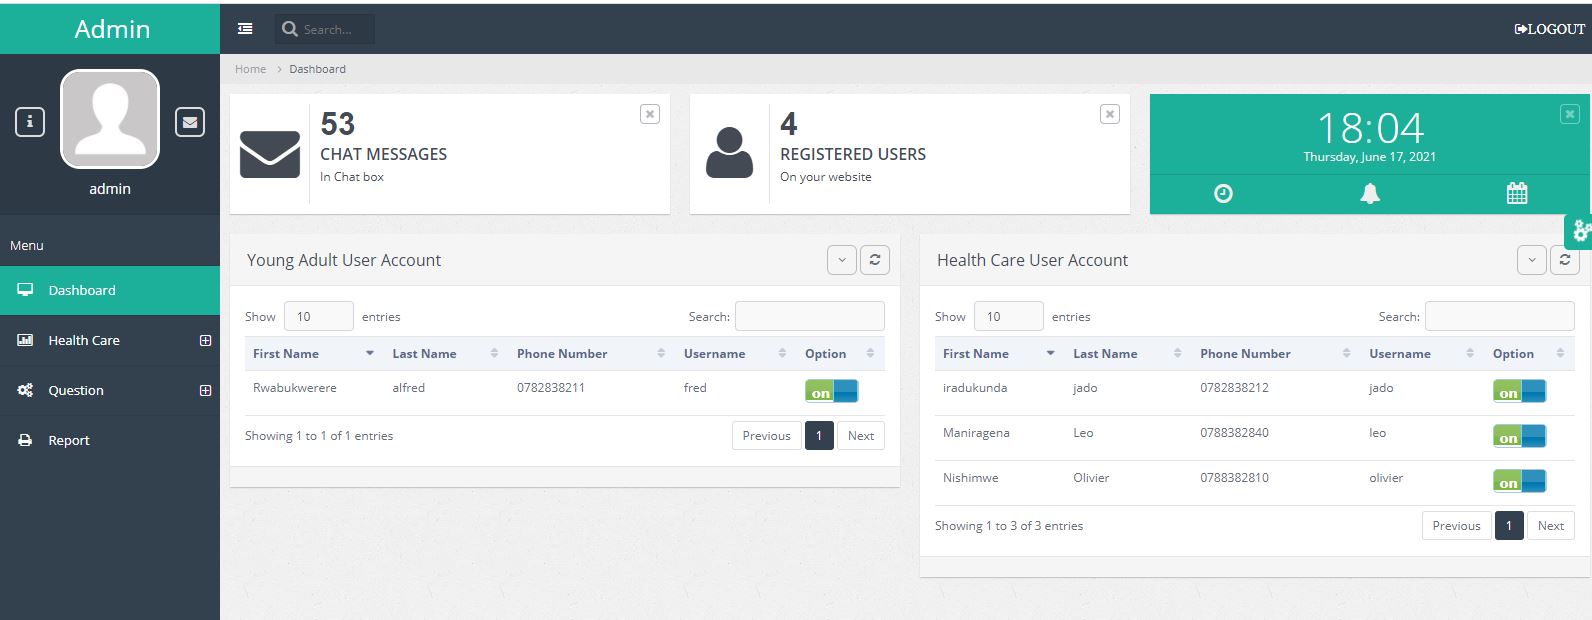 Admin
Search...
LOGOUT
Home > Dashboard
admin
Menu
Dashboard
Health Care
Question
Report
53
CHAT MESSAGES
In Chat box
4
REGISTERED USERS
On your website
18:04
Thursday, June 17, 2021
Young Adult User Account
Show 10 entries Search:
First Name Last Name Phone Number Username Option
Rwabukwerere alfred 0782838211 fred on
Showing 1 to 1 of 1 entries Previous 1 Next
Health Care User Account
Show 10 entries Search:
First Name Last Name Phone Number Username Option
iradukunda jado 0782838212 jado on
Maniragena Leo 0788382840 leo on
Nishimwe Olivier 0788382810 olivier on
Showing 1 to 3 of 3 entries Previous 1 Next